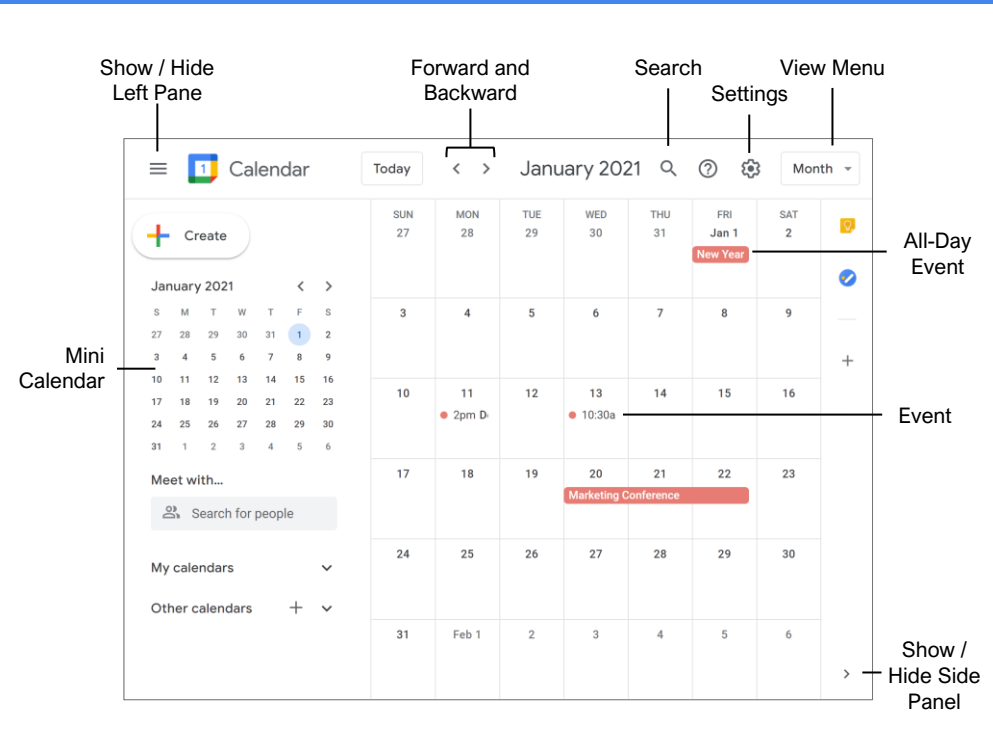 Show / Hide
Left Pane
Forward and
Backward
Search
Settings
View Menu
1 Calendar
Today
January 2021
Month
Create
January 2021
S M T W T F S
27 28 29 30 31 1 2
3 4 5 6 7 8 9
10 11 12 13 14 15 16
17 18 19 20 21 22 23
24 25 26 27 28 29 30
31 1 2 3 4 5 6
Meet with...
Search for people
My calendars
Other calendars
SUN MON TUE WED THU FRI SAT
27 28 29 30 31 Jan 1 2
New Year
3 4 5 6 7 8 9
10 11 12 13 14 15 16
2pm D 10:30a
17 18 19 20 21 22 23
Marketing Conference
24 25 26 27 28 29 30
31 Feb 1 2 3 4 5 6
Mini
Calendar
All-Day
Event
Event
Show /
Hide Side
Panel